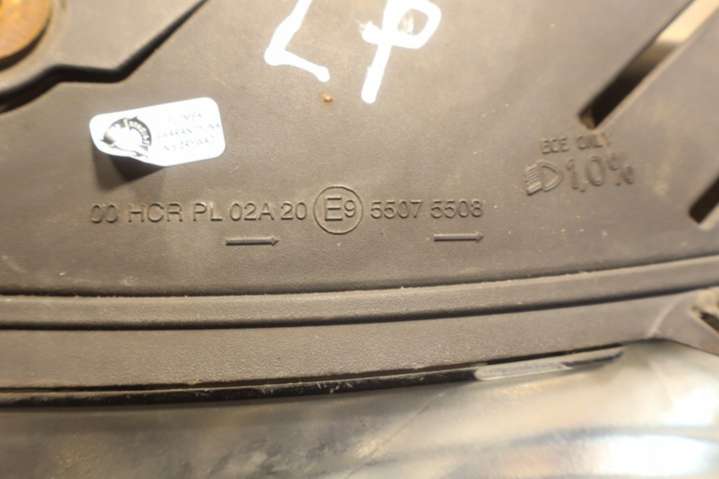 LP
ECE ONLY
1,0%
00 HCR PL 02A 20 E9 5507 5508